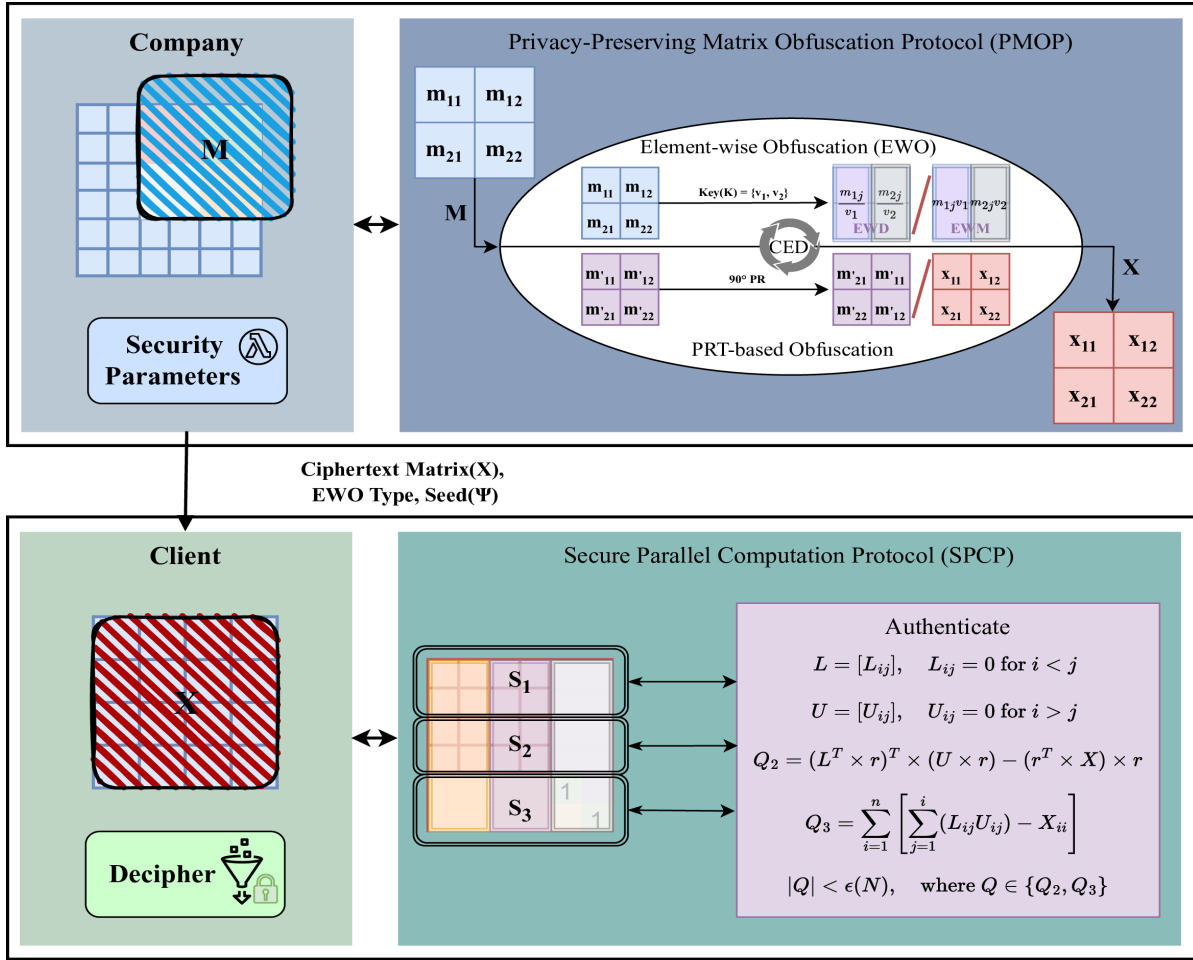 Company
M
Security
Parameters
Privacy-Preserving Matrix Obfuscation Protocol (PMOP)
m11 m12
m21 m22
M
Element-wise Obfuscation (EWO)
m11 m12
m21 m22
Key(K) = {v1, v2}
m1j/v1 m2j/v2
EWD
m1jv1 m2jv2
EWM
CED
m'11 m'12
m'21 m'22
90° PR
m'21 m'11
m'22 m'12
x11 x12
x21 x22
PRT-based Obfuscation
X
x11 x12
x21 x22
Ciphertext Matrix(X),
EWO Type, Seed(Ψ)
Client
X
Decipher
Secure Parallel Computation Protocol (SPCP)
S1
S2
S3
1
1
Authenticate
L = [Lij], Lij = 0 for i < j
U = [Uij], Uij = 0 for i > j
Q2 = (L^T × r)^T × (U × r) − (r^T × X) × r
Q3 = ∑_{i=1}^{n} [∑_{j=1}^{i} (LijUij) − Xii]
|Q| < ϵ(N), where Q ∈ {Q2, Q3}